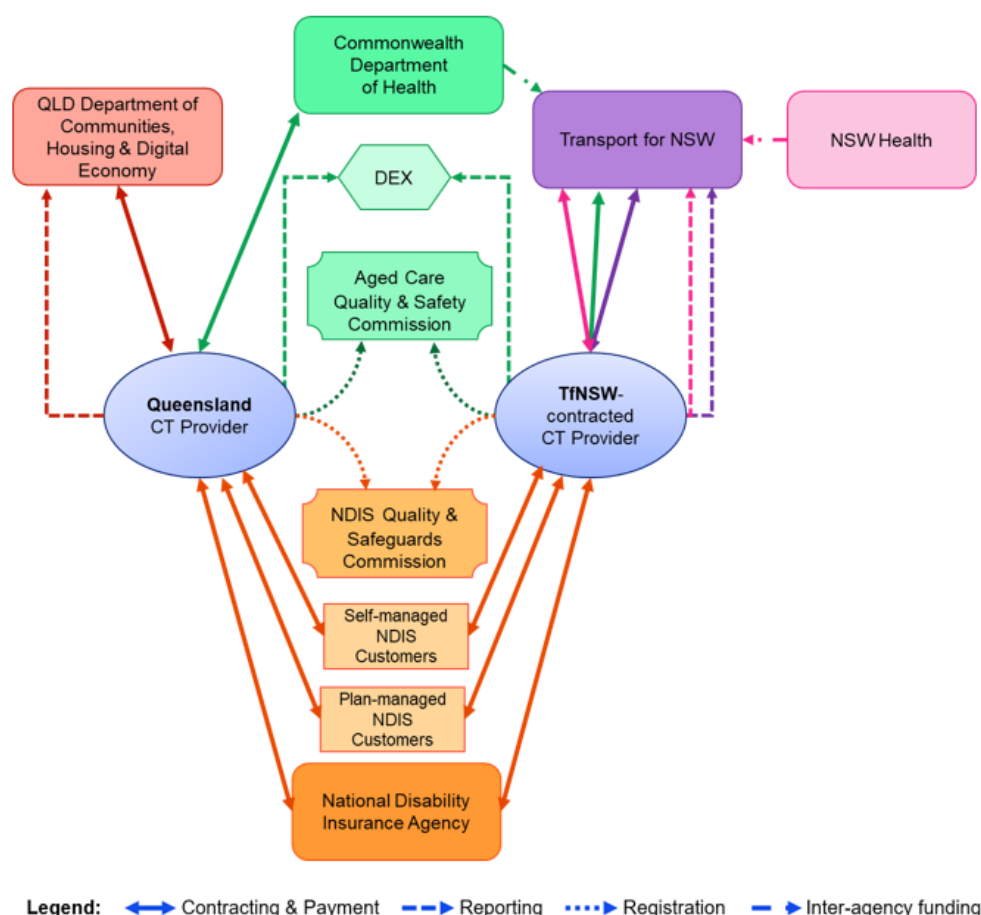 Commonwealth
Department
of Health
QLD Department of
Communities,
Housing & Digital
Economy
Transport for NSW
NSW Health
DEX
Aged Care
Quality & Safety
Commission
Queensland
CT Provider
TfNSW-
contracted
CT Provider
NDIS Quality &
Safeguards
Commission
Self-managed
NDIS
Customers
Plan-managed
NDIS
Customers
National Disability
Insurance Agency
Legend: Contracting & Payment Reporting Registration Inter-agency funding